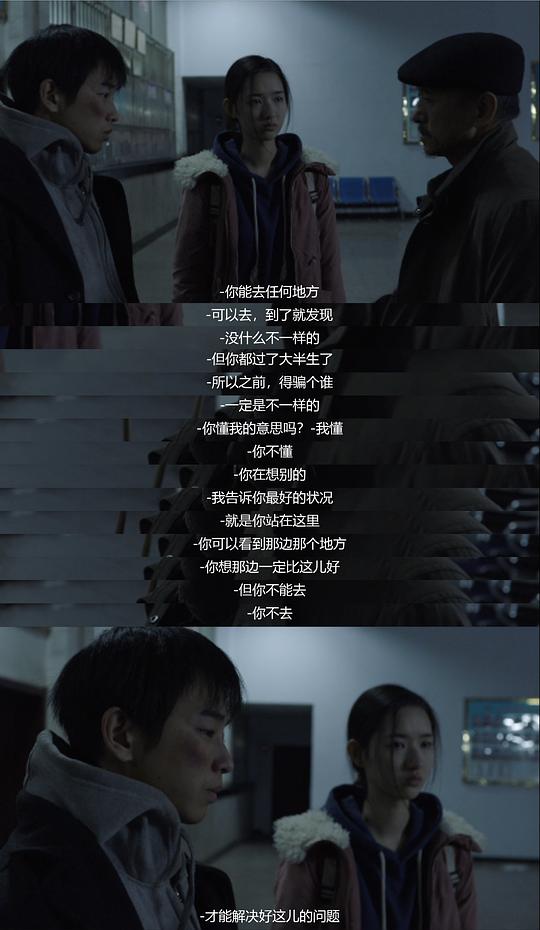 -你能去任何地方
-可以去，到了就发现
-没什么不一样的
-但你都过了大半生了
-所以之前，得骗个谁
-一定是不一样的
-你懂我的意思吗？-我懂
-你不懂
-你在想别的
-我告诉你最好的状况
-就是你站在这里
-你可以看到那边那个地方
-你想那边一定比这儿好
-但你不能去
-你不去
-才能解决好这儿的问题